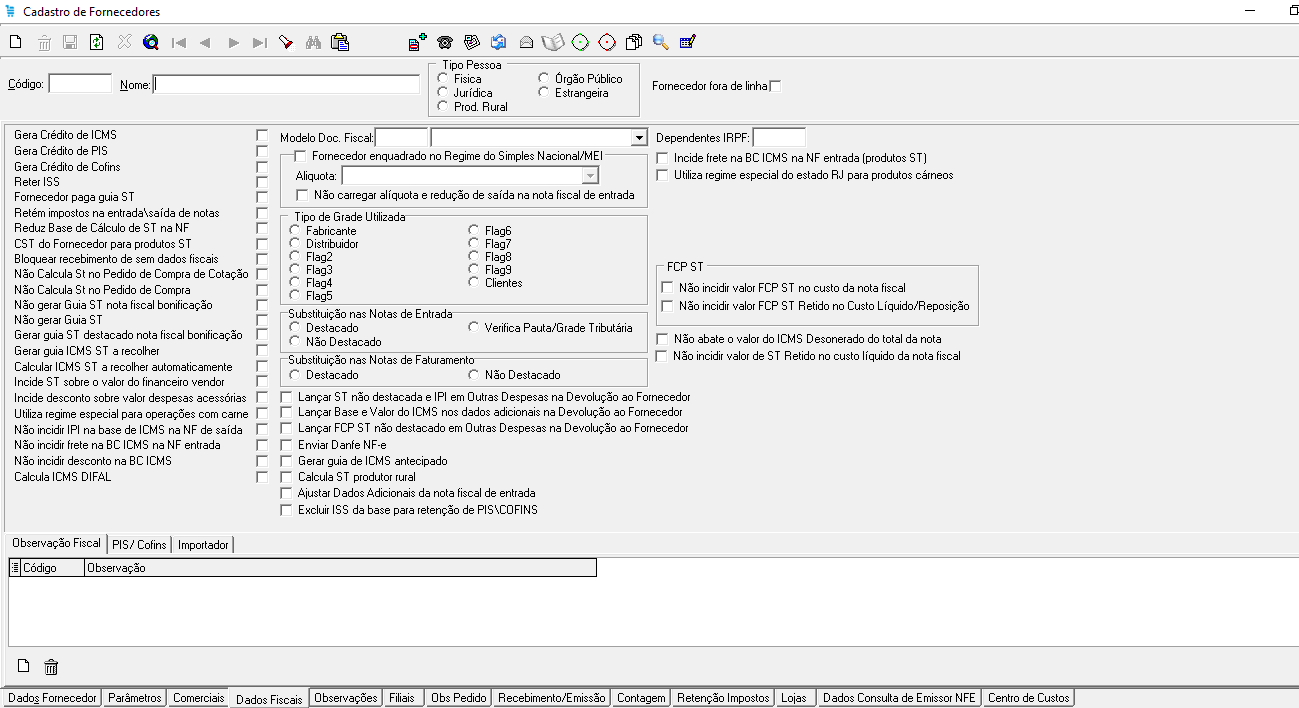 Cadastro de Fornecedores
Código:
Nome:
Tipo Pessoa
Fisica
Órgão Público
Jurídica
Estrangeira
Prod. Rural
Fornecedor fora de linha
Gera Crédito de ICMS
Gera Crédito de PIS
Gera Crédito de Cofins
Reter ISS
Fornecedor paga guia ST
Retém impostos na entrada\saída de notas
Reduz Base de Cálculo de ST na NF
CST do Fornecedor para produtos ST
Bloquear recebimento de sem dados fiscais
Não Calcula St no Pedido de Compra de Cotação
Não Calcula St no Pedido de Compra
Não gerar Guia ST nota fiscal bonificação
Não gerar Guia ST
Gerar guia ST destacado nota fiscal bonificação
Gerar guia ICMS ST a recolher
Calcular ICMS ST a recolher automaticamente
Incide ST sobre o valor do financeiro vendor
Incide desconto sobre valor despesas acessórias
Utiliza regime especial para operações com carne
Não incidir IPI na base de ICMS na NF de saída
Não incidir frete na BC ICMS na NF entrada
Não incidir desconto na BC ICMS
Calcula ICMS DIFAL
Modelo Doc. Fiscal:
Fornecedor enquadrado no Regime do Simples Nacional/MEI
Aliquota:
Não carregar alíquota e redução de saída na nota fiscal de entrada
Tipo de Grade Utilizada
Fabricante
Distribuidor
Flag2
Flag3
Flag4
Flag5
Flag6
Flag7
Flag8
Flag9
Clientes
Substituição nas Notas de Entrada
Destacado
Verifica Pauta/Grade Tributária
Não Destacado
Substituição nas Notas de Faturamento
Destacado
Não Destacado
Lançar ST não destacada e IPI em Outras Despesas na Devolução ao Fornecedor
Lançar Base e Valor do ICMS nos dados adicionais na Devolução ao Fornecedor
Lançar FCP ST não destacado em Outras Despesas na Devolução ao Fornecedor
Enviar Danfe NF-e
Gerar guia de ICMS antecipado
Calcula ST produtor rural
Ajustar Dados Adicionais da nota fiscal de entrada
Excluir ISS da base para retenção de PIS\COFINS
Dependentes IRPF:
Incide frete na BC ICMS na NF entrada (produtos ST)
Utiliza regime especial do estado RJ para produtos cárneos
FCP ST
Não incidir valor FCP ST no custo da nota fiscal
Não incidir valor FCP ST Retido no Custo Líquido/Reposição
Não abate o valor do ICMS Desonerado do total da nota
Não incidir valor de ST Retido no custo líquido da nota fiscal
Observação Fiscal
PIS/ Cofins
Importador
Código
Observação
Dados Fornecedor
Parâmetros
Comerciais
Dados Fiscais
Observações
Filiais
Obs Pedido
Recebimento/Emissão
Contagem
Retenção Impostos
Lojas
Dados Consulta de Emissor NFE
Centro de Custos